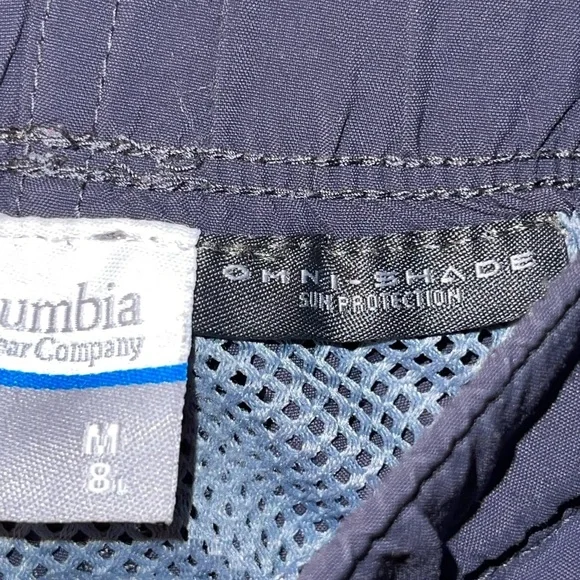 umbia
ear Company
M
8
OMNI-SHADE
SUN PROTECTION